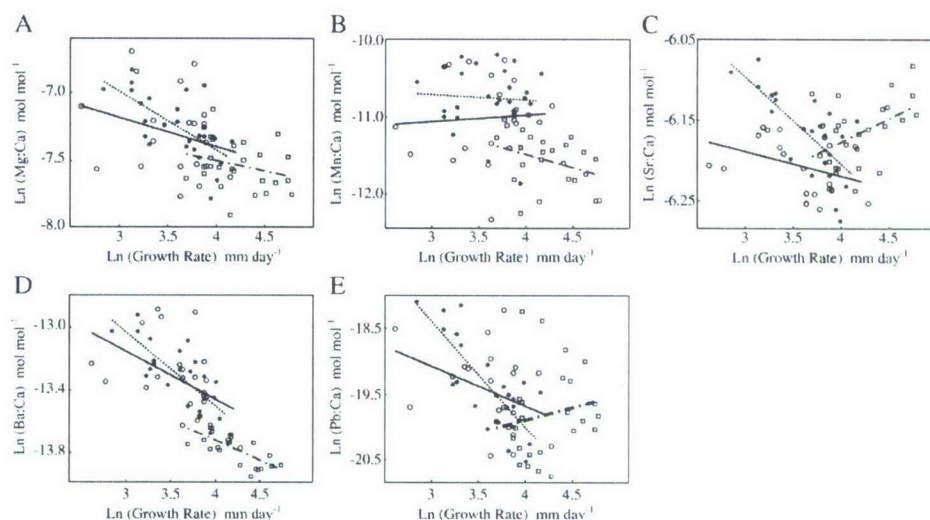 A
B
C
-7.0
-7.5
-8.0
3
3.5
4
4.5
Ln (Mg:Ca) mol mol⁻¹
Ln (Growth Rate) mm day⁻¹
-10.0
-11.0
-12.0
3
3.5
4
4.5
Ln (Mn:Ca) mol mol⁻¹
Ln (Growth Rate) mm day⁻¹
-6.05
-6.15
-6.25
3
3.5
4
4.5
Ln (Sr:Ca) mol mol⁻¹
Ln (Growth Rate) mm day⁻¹
D
E
-13.0
-13.4
-13.8
3
3.5
4
4.5
Ln (Ba:Ca) mol mol⁻¹
Ln (Growth Rate) mm day⁻¹
-18.5
-19.5
-20.5
3
3.5
4
4.5
Ln (Pb:Ca) mol mol⁻¹
Ln (Growth Rate) mm day⁻¹